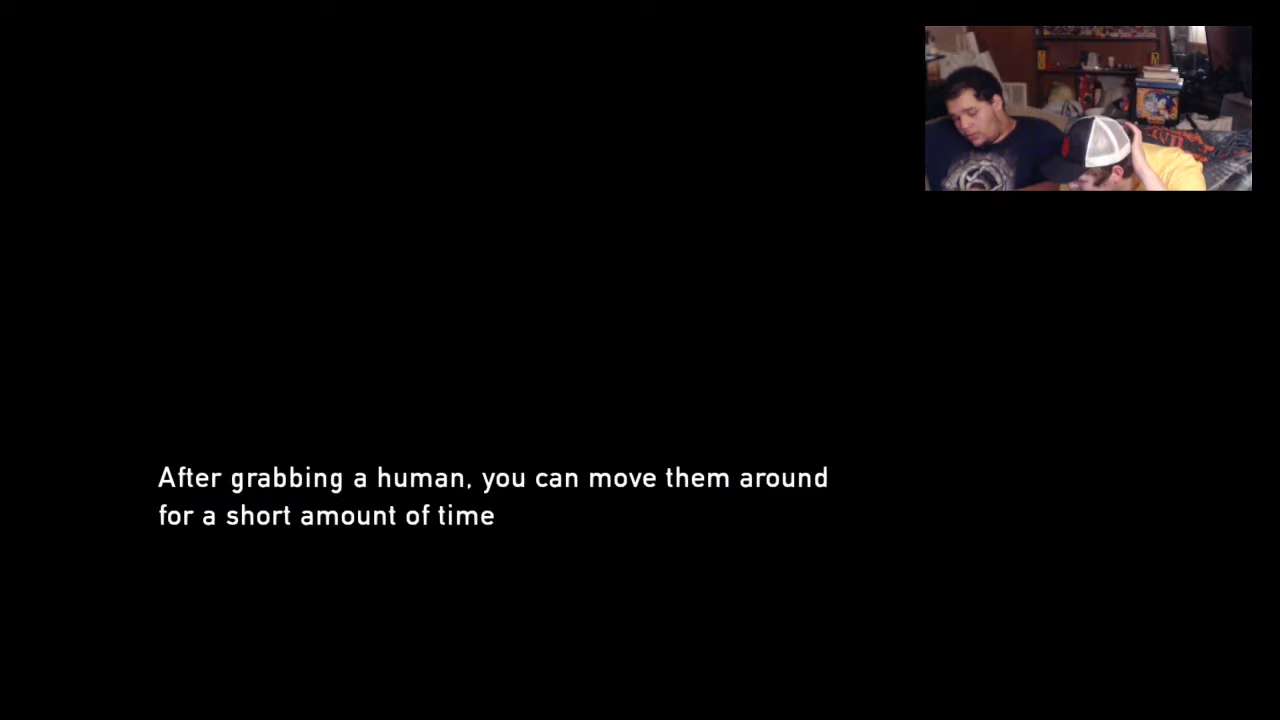 After grabbing a human, you can move them around
for a short amount of time